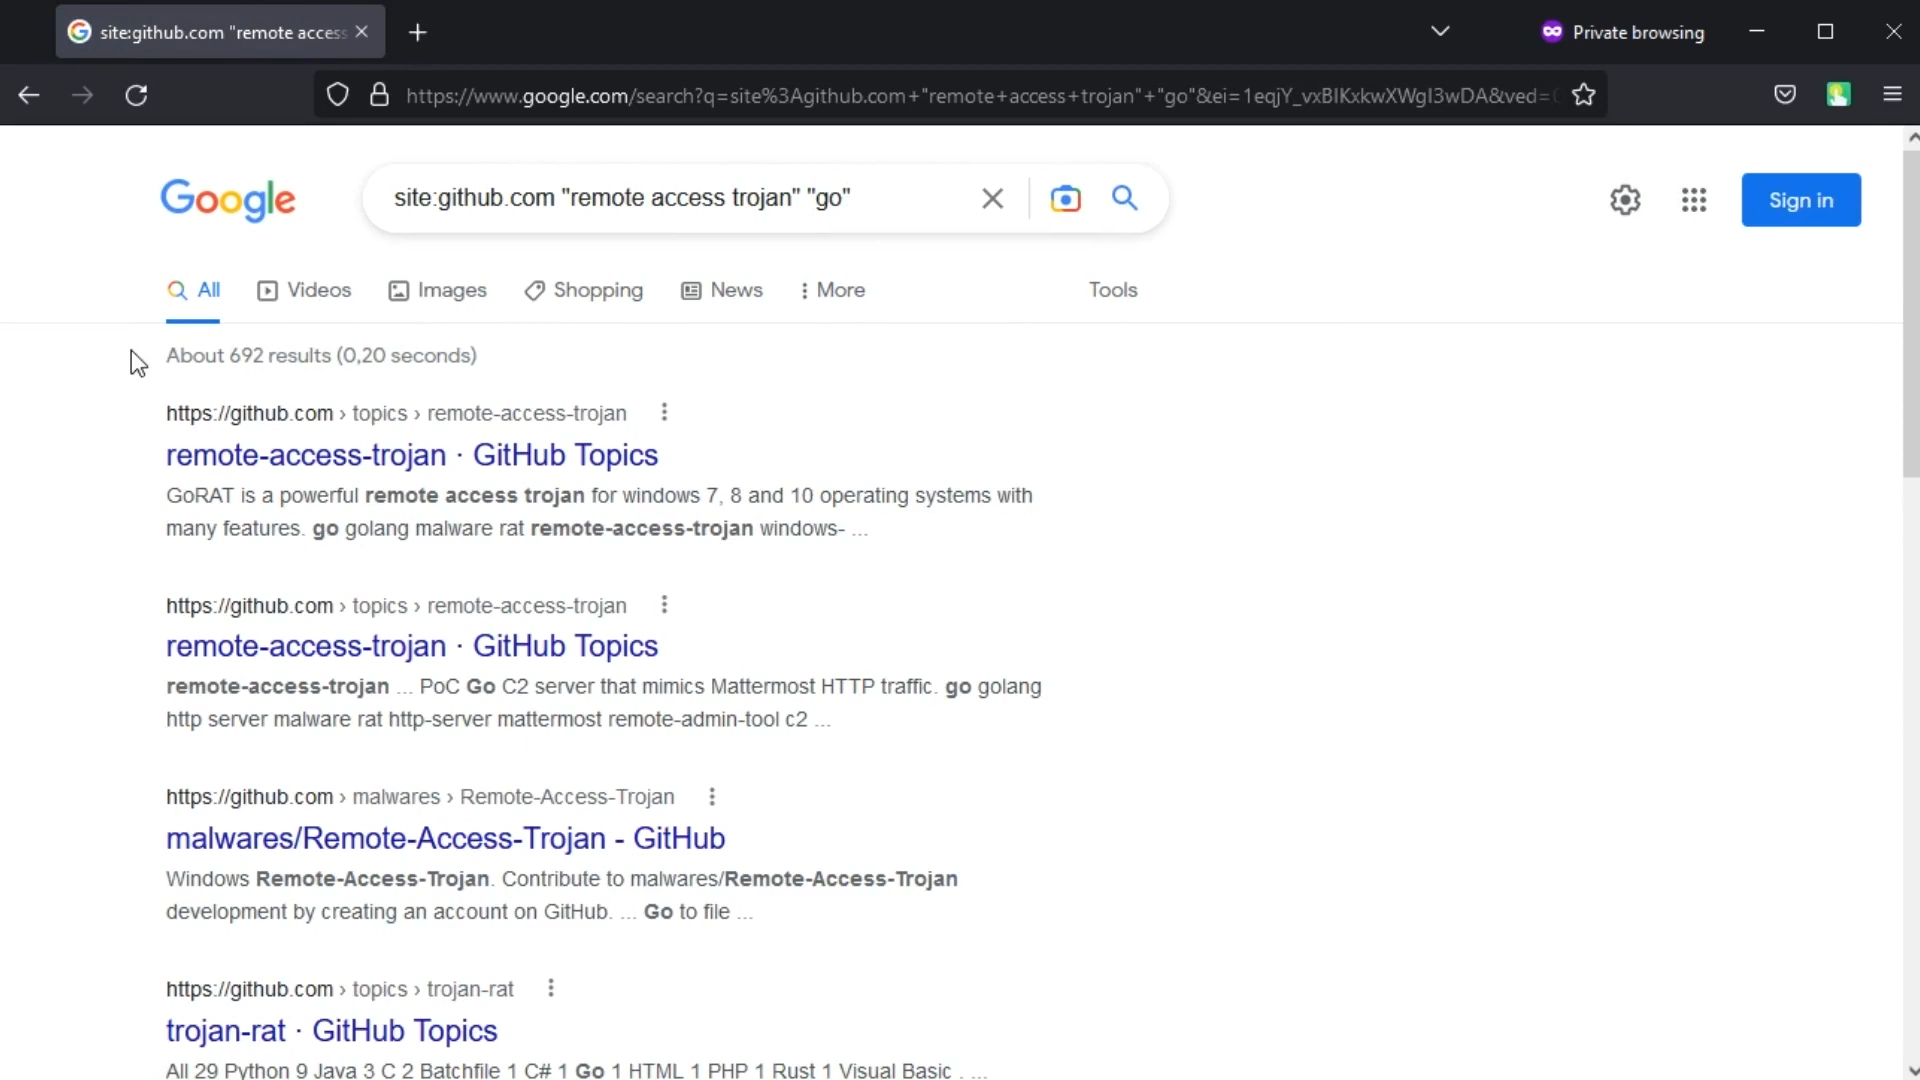 site:github.com "remote access
Private browsing
https://www.google.com/search?q=site%3Agithub.com+"remote+access+trojan"+"go"&ei=1eqjY_vxBIKxkwXWgI3wDA&ved=
Google
site:github.com "remote access trojan" "go"
Sign in
All
Videos
Images
Shopping
News
More
Tools
About 692 results (0,20 seconds)
https://github.com › topics › remote-access-trojan
remote-access-trojan · GitHub Topics
GoRAT is a powerful remote access trojan for windows 7, 8 and 10 operating systems with
many features. go golang malware rat remote-access-trojan windows- ...
https://github.com › topics › remote-access-trojan
remote-access-trojan · GitHub Topics
remote-access-trojan ... PoC Go C2 server that mimics Mattermost HTTP traffic. go golang
http server malware rat http-server mattermost remote-admin-tool c2 ...
https://github.com › malwares › Remote-Access-Trojan
malwares/Remote-Access-Trojan - GitHub
Windows Remote-Access-Trojan. Contribute to malwares/Remote-Access-Trojan
development by creating an account on GitHub. ... Go to file ...
https://github.com › topics › trojan-rat
trojan-rat · GitHub Topics
All 29 Python 9 Java 3 C 2 Batchfile 1 C# 1 Go 1 HTML 1 PHP 1 Rust 1 Visual Basic . ...